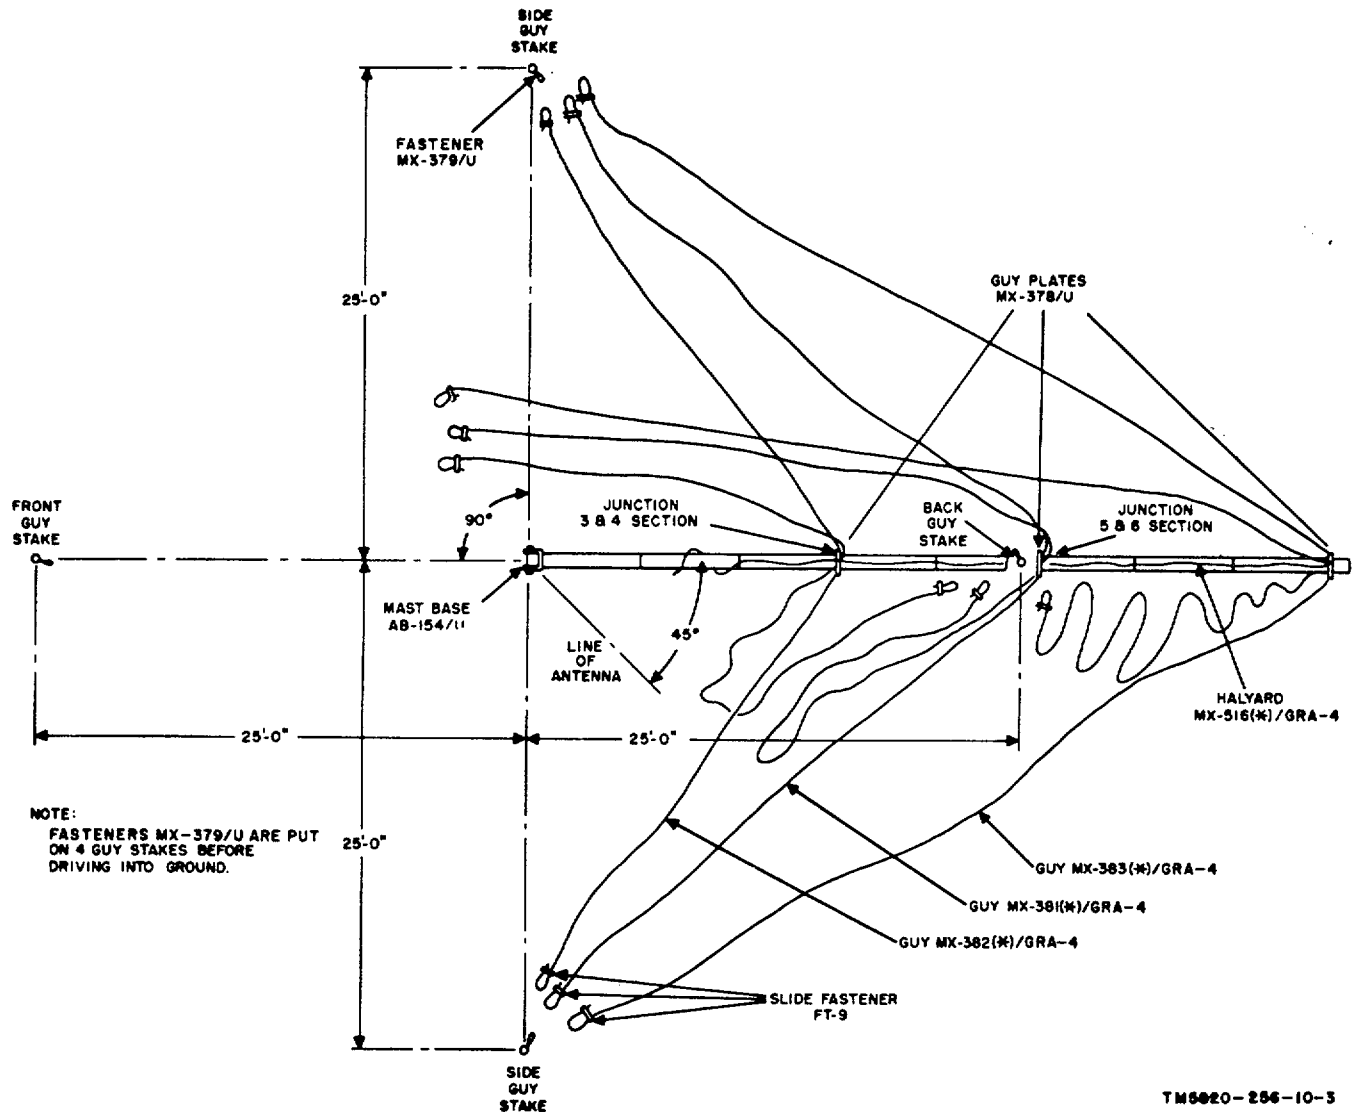 SIDE
GUY
STAKE
FASTENER
MX-379/U
25'-0"
GUY PLATES
MX-378/U
FRONT
GUY
STAKE
90°
JUNCTION
3 & 4 SECTION
BACK
GUY
STAKE
JUNCTION
5 & 6 SECTION
MAST BASE
AB-154/U
45°
LINE
OF
ANTENNA
HALYARD
MX-516(*)/GRA-4
25'-0"
25'-0"
NOTE:
FASTENERS MX-379/U ARE PUT
ON 4 GUY STAKES BEFORE
DRIVING INTO GROUND.
25'-0"
GUY MX-383(*)/GRA-4
GUY MX-381(*)/GRA-4
GUY MX-382(*)/GRA-4
SLIDE FASTENER
FT-9
SIDE
GUY
STAKE
TM5820-256-10-3